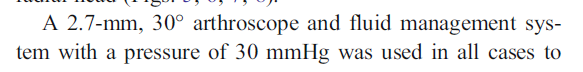 A 2.7-mm, 30° arthroscope and fluid management sys-
tem with a pressure of 30 mmHg was used in all cases to